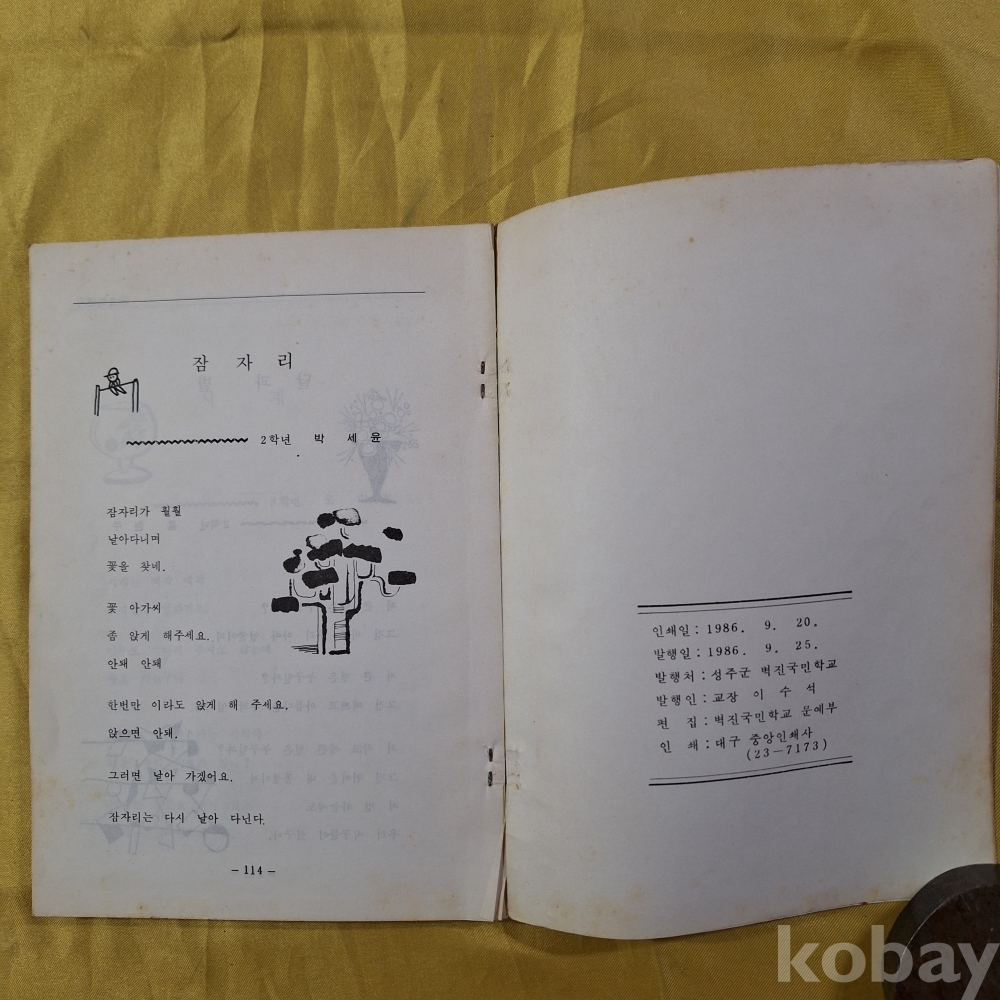 잠 자 리
2학년 박 세 윤
잠자리가 훨훨
날아다니며
꽃을 찾네.
꽃 아가씨
좀 앉게 해주세요.
안돼 안돼
한번만 이라도 앉게 해 주세요.
앉으면 안돼.
그러면 날아 가겠어요.
잠자리는 다시 날아 다닌다.
— 114 —
인쇄일 : 1986. 9. 20.
발행일 : 1986. 9. 25.
발행처 : 성주군 벽진국민학교
발행인 : 교장 이 수 석
편 집 : 벽진국민학교 문예부
인 쇄 : 대구 중앙인쇄사
(23-7173)
kobay